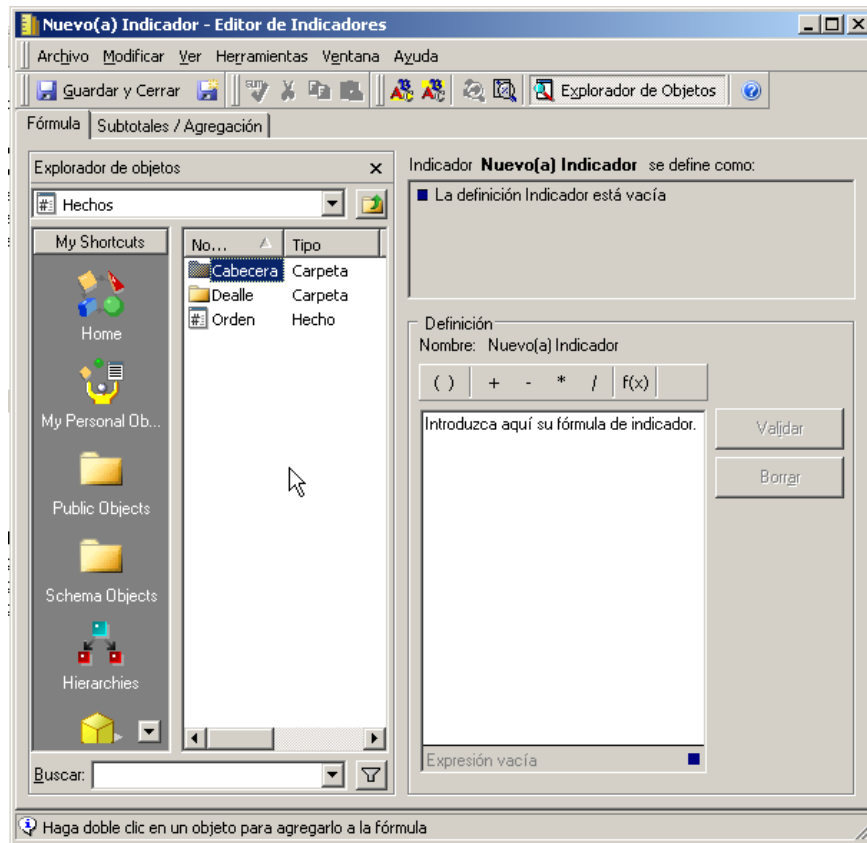 Nuevo(a) Indicador - Editor de Indicadores
Archivo Modificar Ver Herramientas Ventana Ayuda
Guardar y Cerrar Explorador de Objetos
Fórmula Subtotales / Agregación
Explorador de objetos
Hechos
My Shortcuts
Home
My Personal Ob...
Public Objects
Schema Objects
Hierarchies
No... Tipo
Cabecera Carpeta
Dealle Carpeta
Orden Hecho
Buscar:
Indicador Nuevo(a) Indicador se define como:
La definición Indicador está vacía
Definición
Nombre: Nuevo(a) Indicador
( ) + - * / f(x)
Introduzca aquí su fórmula de indicador.
Validar
Borrar
Expresión vacía
Haga doble clic en un objeto para agregarlo a la fórmula